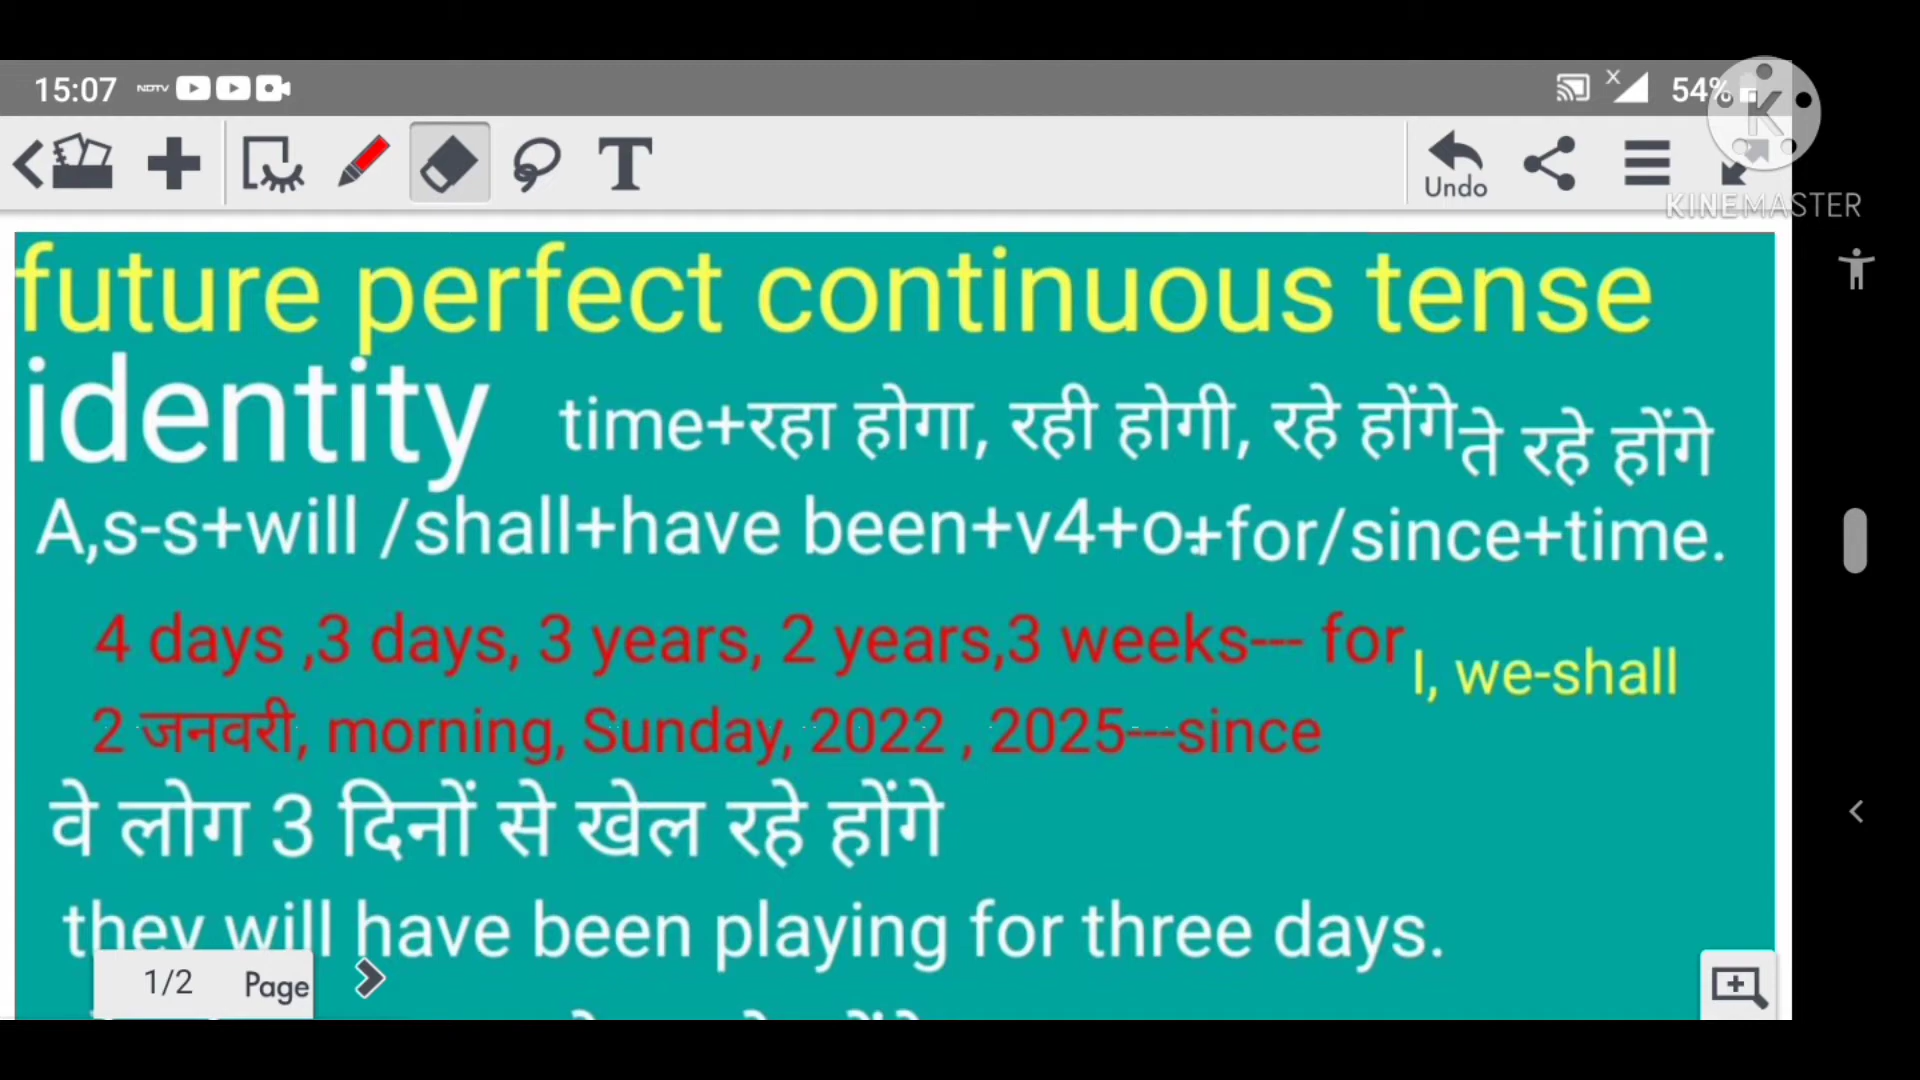 15:07 NDTV 54%
Undo
KINEMASTER
future perfect continuous tense
identity time+रहा होगा, रही होगी, रहे होंगे ते रहे होंगे
A,s-s+will /shall+have been+v4+o.+for/since+time.
4 days ,3 days, 3 years, 2 years,3 weeks--- for
I, we-shall
2 जनवरी, morning, Sunday, 2022 , 2025---since
वे लोग 3 दिनों से खेल रहे होंगे
they will have been playing for three days.
1/2 Page